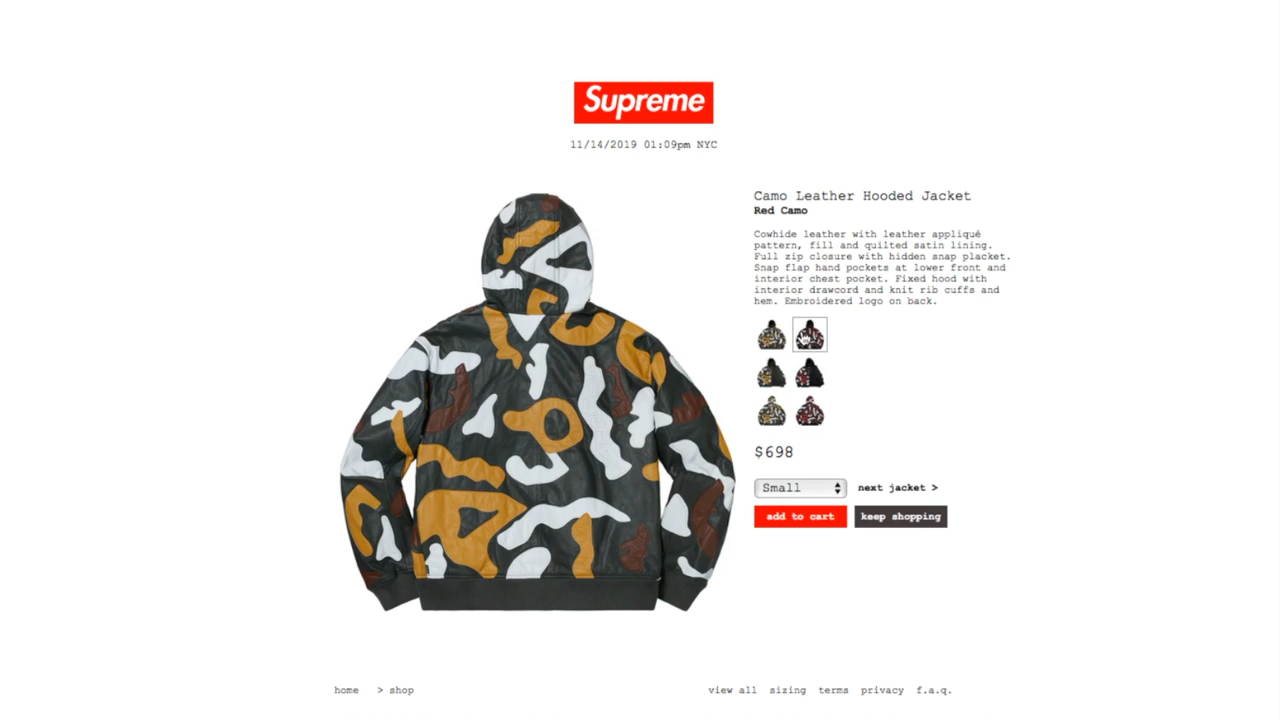 Supreme
11/14/2019 01:09pm NYC
Camo Leather Hooded Jacket
Red Camo
Cowhide leather with leather appliqué
pattern, fill and quilted satin lining.
Full zip closure with hidden snap placket.
Snap flap hand pockets at lower front and
interior chest pocket. Fixed hood with
interior drawcord and knit rib cuffs and
hem. Embroidered logo on back.
$698
Small next jacket >
add to cart keep shopping
home > shop view all sizing terms privacy f.a.q.